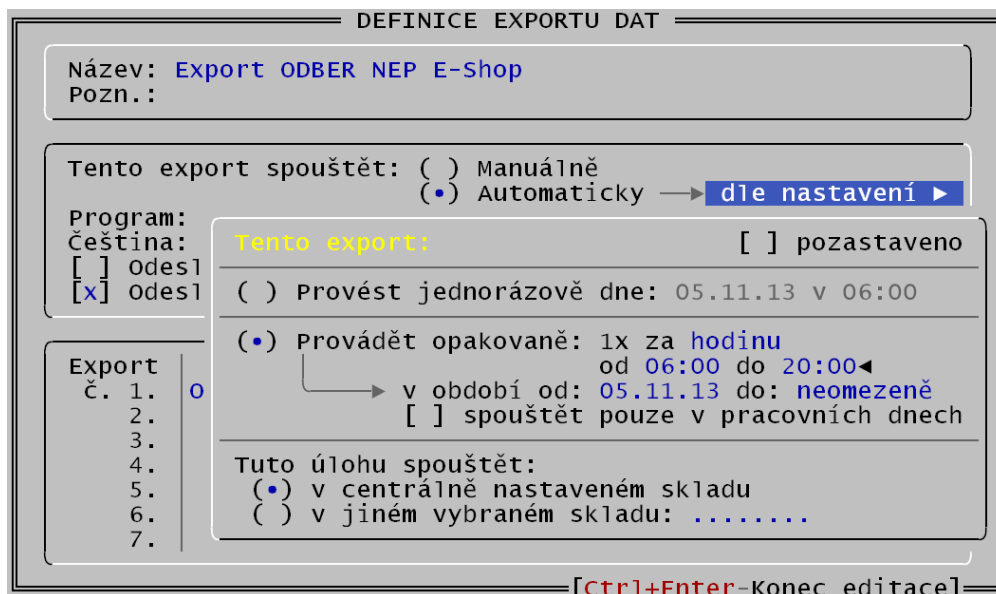 DEFINICE EXPORTU DAT
Název: Export ODBER NEP E-Shop
Pozn.:
Tento export spouštět: ( ) Manuálně
(•) Automaticky → dle nastavení ►
Program:
Čeština:
[ ] Odesl
[x] Odesl
Tento export: [ ] pozastaveno
( ) Provést jednorázově dne: 05.11.13 v 06:00
(•) Provádět opakovaně: 1x za hodinu
od 06:00 do 20:00◄
v období od: 05.11.13 do: neomezeně
[ ] spouštět pouze v pracovních dnech
Tuto úlohu spouštět:
(•) v centrálně nastaveném skladu
( ) v jiném vybraném skladu: ........
Export
č. 1. O
2.
3.
4.
5.
6.
7.
[Ctrl+Enter-Konec editace]